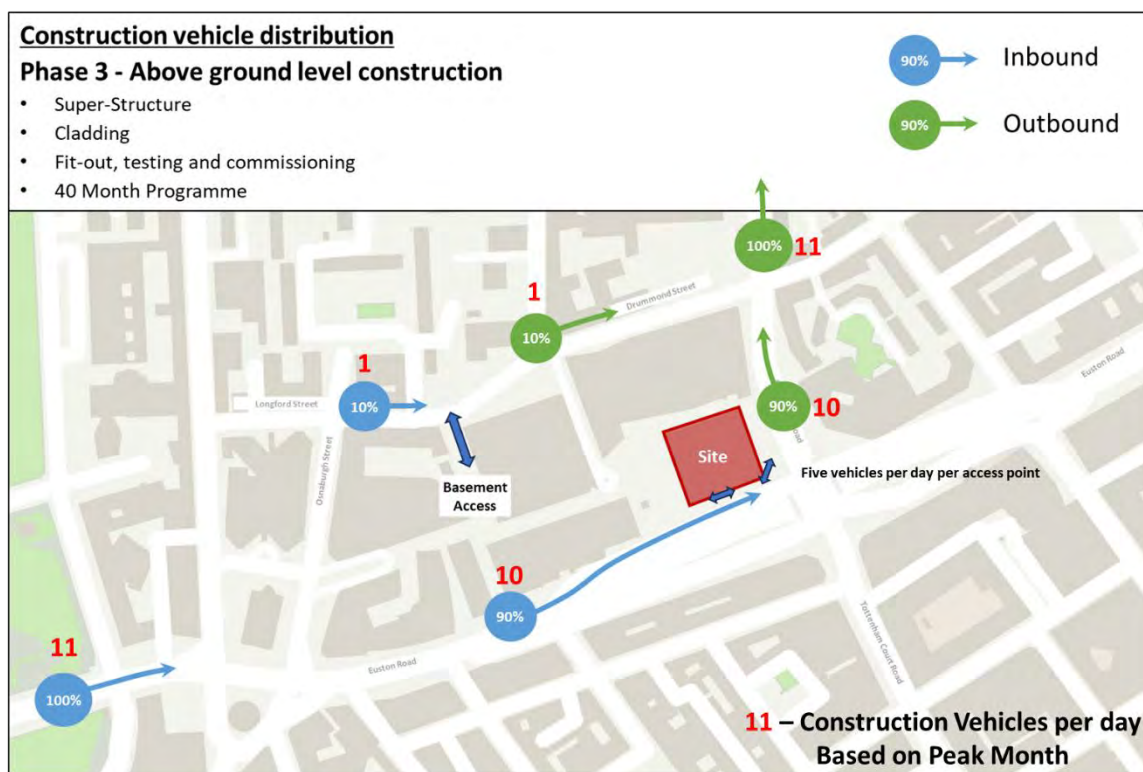 Construction vehicle distribution
Phase 3 - Above ground level construction
• Super-Structure
• Cladding
• Fit-out, testing and commissioning
• 40 Month Programme
90% Inbound
90% Outbound
100% 11
1
Drummond Street
10%
1
Longford Street
10%
90% 10
Euston Road
Osnaburgh Street
Site
Five vehicles per day per access point
Basement
Access
10
90%
Tottenham Court Road
Euston Road
11
100%
11 – Construction Vehicles per day
Based on Peak Month